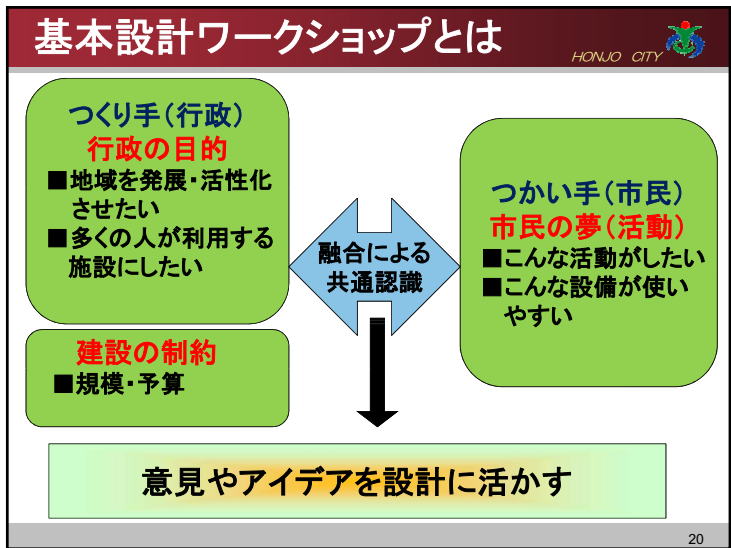 基本設計ワークショップとは
HONJO CITY
つくり手(行政)
行政の目的
■地域を発展・活性化
させたい
■多くの人が利用する
施設にしたい
建設の制約
■規模・予算
融合による
共通認識
つかい手(市民)
市民の夢(活動)
■こんな活動がしたい
■こんな設備が使い
やすい
意見やアイデアを設計に活かす
20